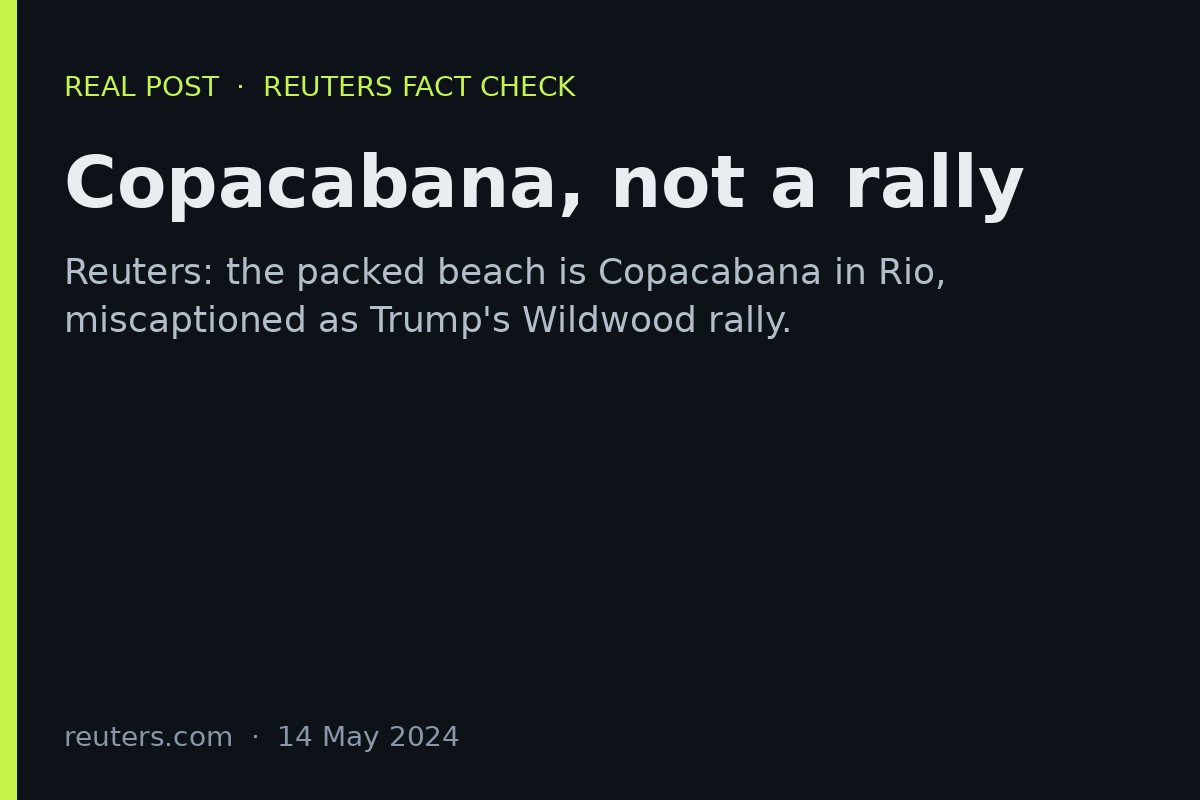 REAL POST · REUTERS FACT CHECK
Copacabana, not a rally
Reuters: the packed beach is Copacabana in Rio,
miscaptioned as Trump's Wildwood rally.
reuters.com · 14 May 2024